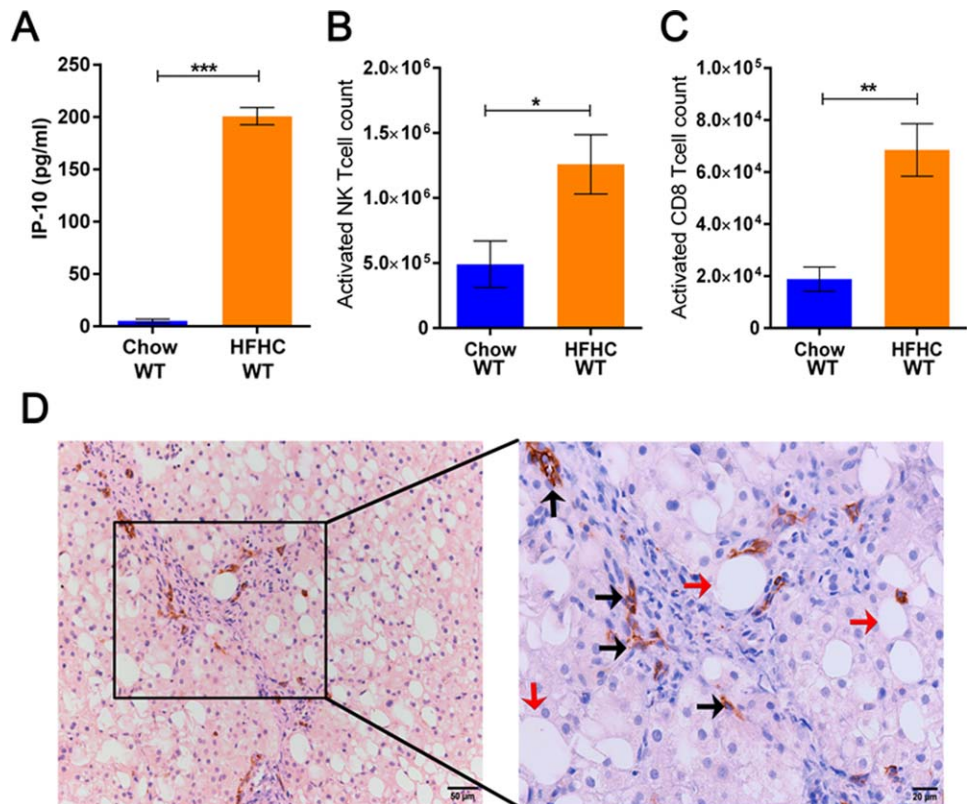 A
IP-10 (pg/ml)
250
200
150
100
50
0
***
Chow
WT
HFHC
WT
B
Activated NK Tcell count
2.0×10⁶
1.5×10⁶
1.0×10⁶
5.0×10⁵
0
*
Chow
WT
HFHC
WT
C
Activated CD8 Tcell count
1.0×10⁵
8.0×10⁴
6.0×10⁴
4.0×10⁴
2.0×10⁴
0
**
Chow
WT
HFHC
WT
D
50 µm
20 µm